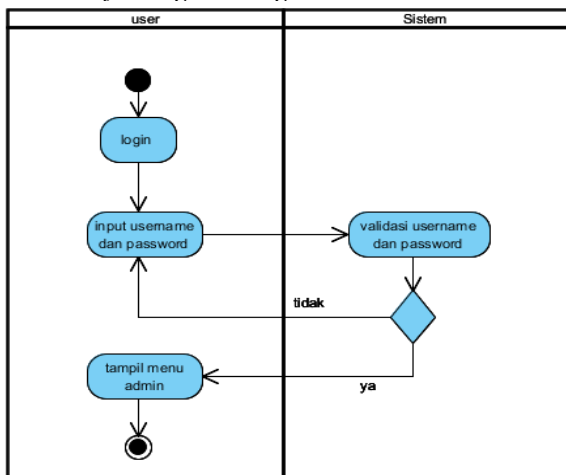 user
Sistem
login
input username
dan password
validasi username
dan password
tidak
tampil menu
admin
ya